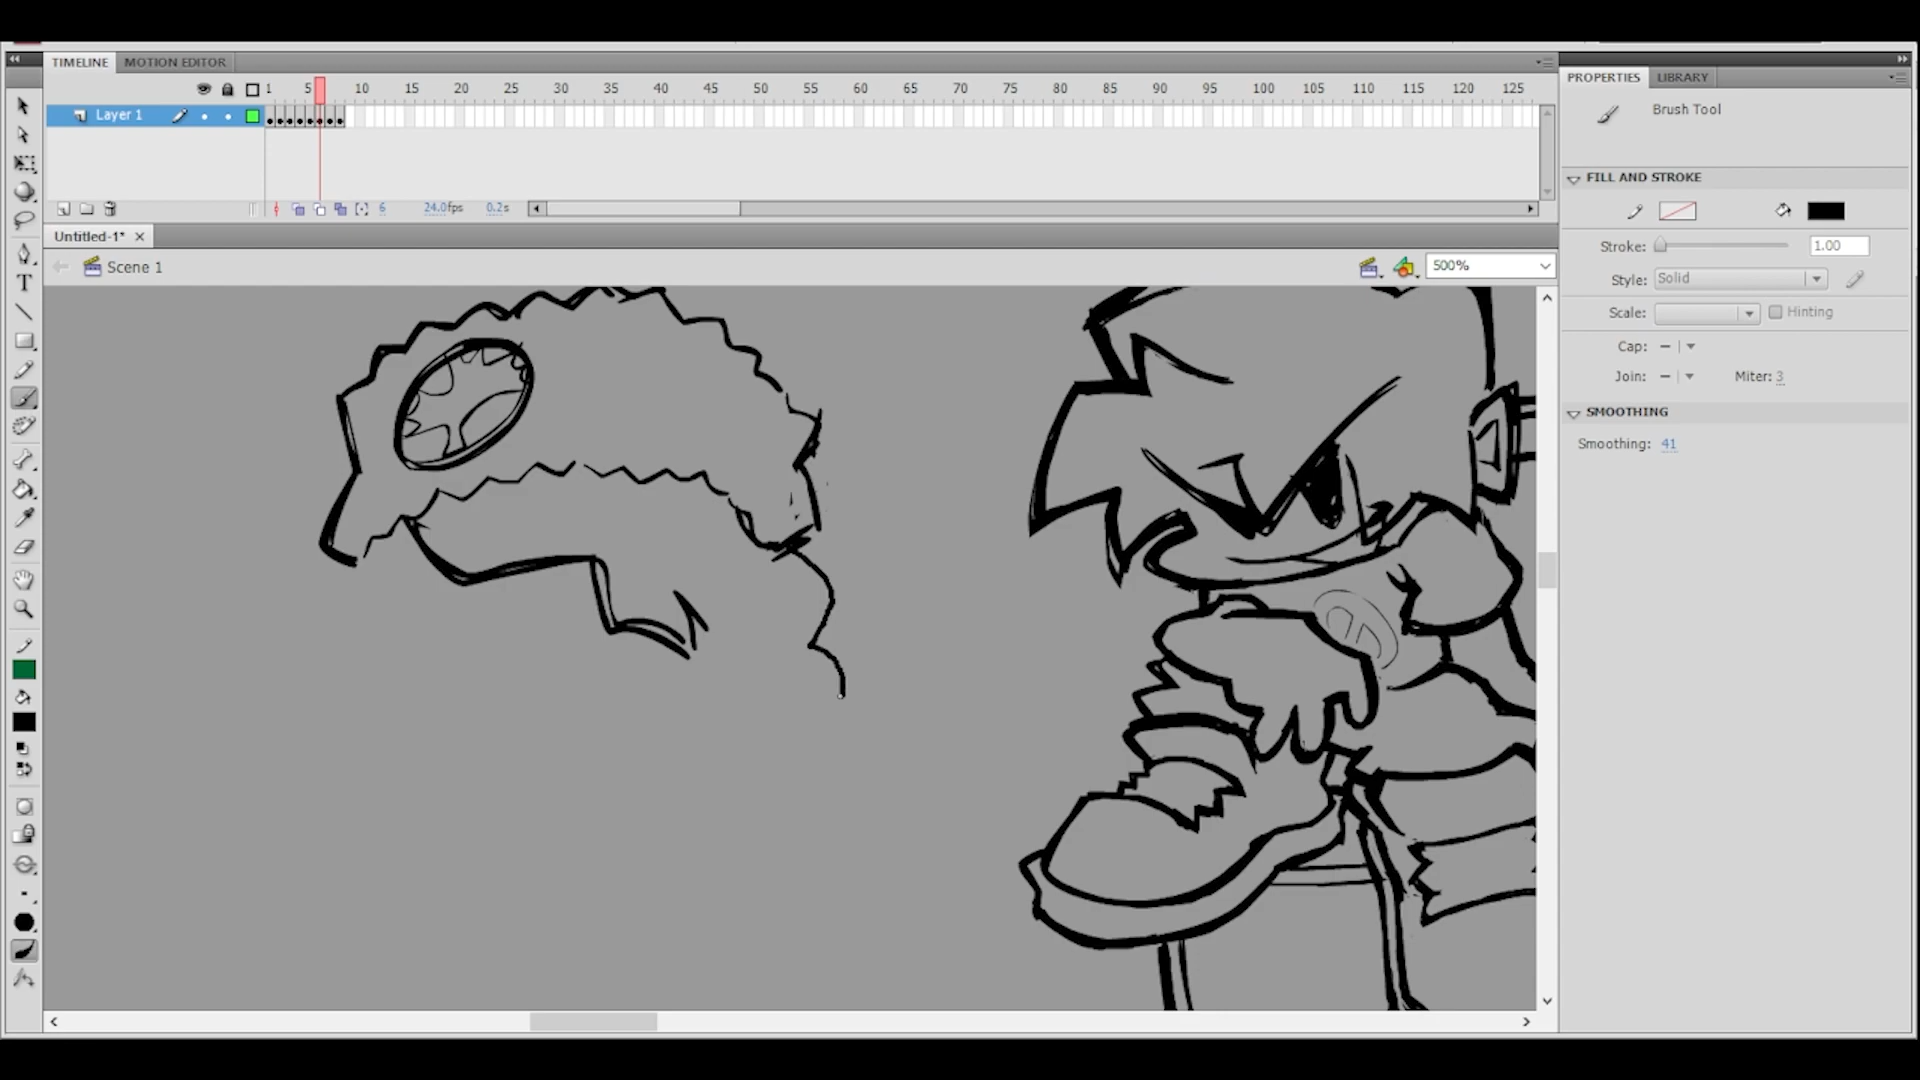 TIMELINE MOTION EDITOR
PROPERTIES LIBRARY
1 5 10 15 20 25 30 35 40 45 50 55 60 65 70 75 80 85 90 95 100 105 110 115 120 125
Layer 1
Brush Tool
FILL AND STROKE
6 24.0fps 0.2s
Untitled-1*
Stroke: 1.00
Scene 1
500%
Style: Solid
Scale: Hinting
Cap:
Join: Miter: 3
SMOOTHING
Smoothing: 41